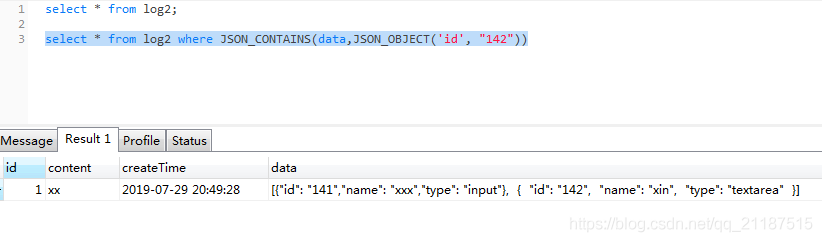 1 select * from log2;
2
3 select * from log2 where JSON_CONTAINS(data,JSON_OBJECT('id', "142"))
Message Result 1 Profile Status
id content createTime data
1 xx 2019-07-29 20:49:28 [{"id": "141","name": "xxx","type": "input"}, { "id": "142", "name": "xin", "type": "textarea" }]
https://blog.csdn.net/qq_21187515